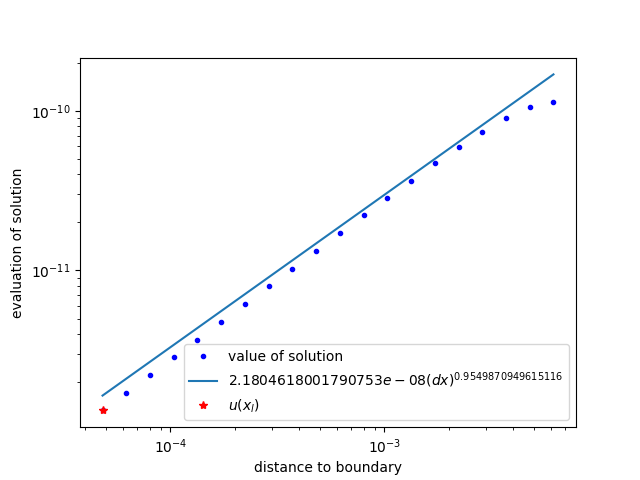 10^{-10}
10^{-11}
evaluation of solution
value of solution
2.1804618001790753e − 08(dx)^{0.9549870949615116}
u(x_l)
10^{-4} 10^{-3}
distance to boundary